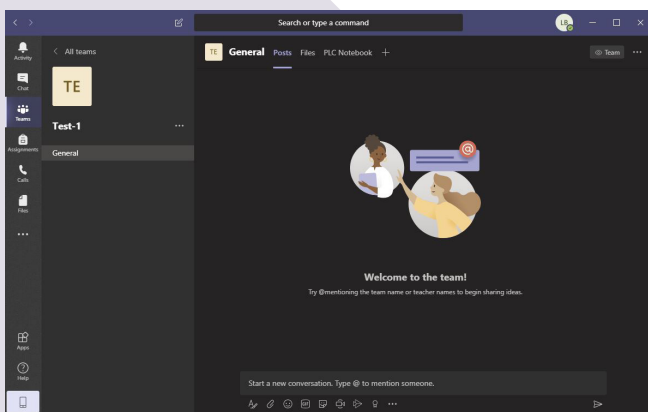 Search or type a command
LB
Activity
Chat
Teams
Assignments
Calls
Files
Apps
Help
All teams
TE
Test-1
General
TE General Posts Files PLC Notebook
Team
@
Welcome to the team!
Try @mentioning the team name or teacher names to begin sharing ideas.
Start a new conversation. Type @ to mention someone.
GIF